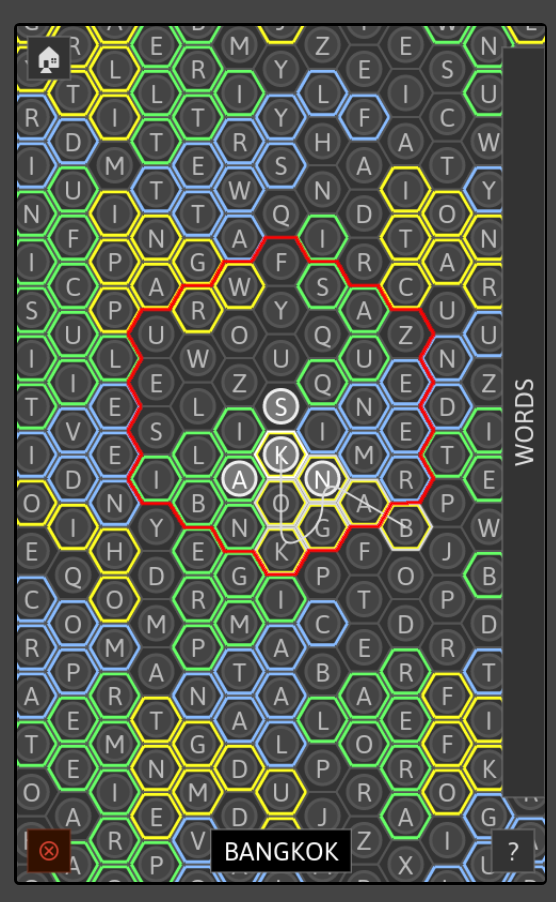 R E M Z E N
L R Y E S
T L I L I U
R I T Y F C
D T R H A W
I M E S A T
U T W N I Y
N I T Q D O
F N A I T N
I P G F R A
C A W S C R
S P R Y A U
U U O Q Z U
I L W U U N
I E Z Q E Z
T E L S N D
V S I I E I
I E L K M T
D I A N R E
O N B O A P
I Y N G B W
E H E K F J
Q D G P O B
C O R I T P
O M M C D D
R M P A E R
P A T B R T
A R N A A F
E T A L E I
T M G L O F
E N D P R K
O I M U R O
A E D J A G
R V Z I
A P X U
WORDS
BANGKOK
?